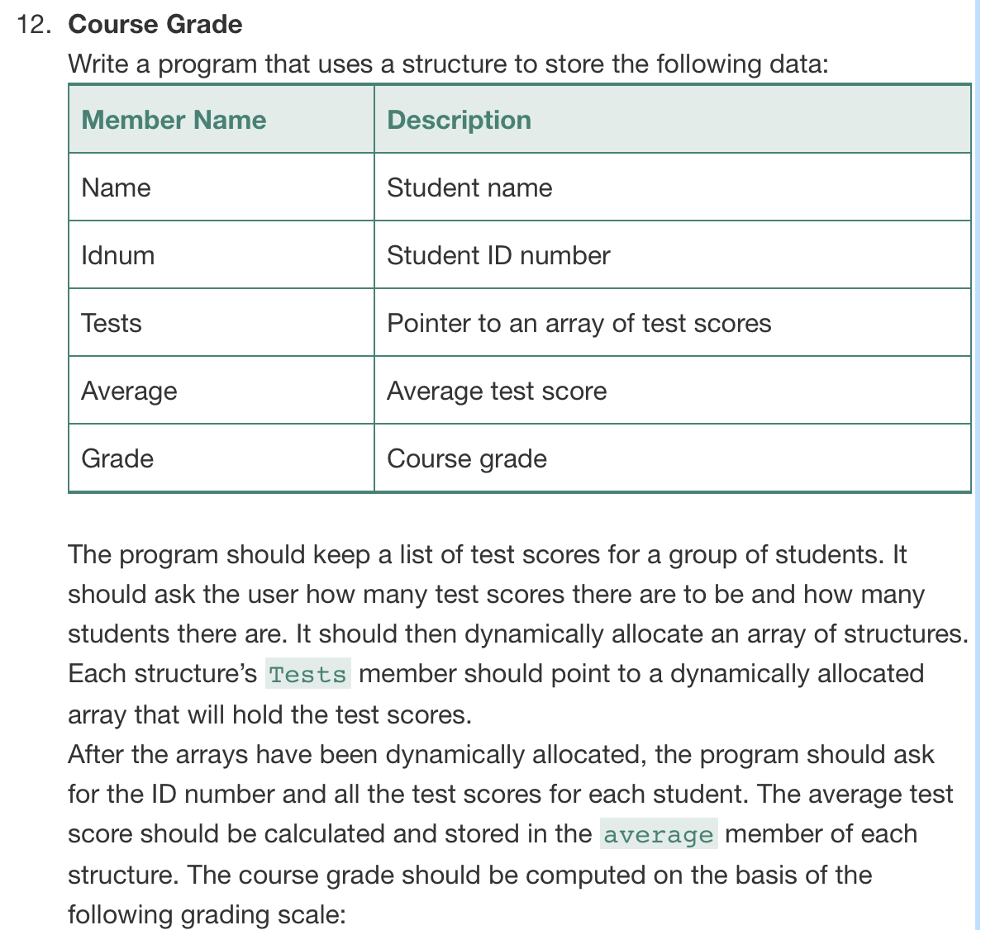 12. Course Grade
Write a program that uses a structure to store the following data:
Member Name Description
Name Student name
Idnum Student ID number
Tests Pointer to an array of test scores
Average Average test score
Grade Course grade
The program should keep a list of test scores for a group of students. It
should ask the user how many test scores there are to be and how many
students there are. It should then dynamically allocate an array of structures.
Each structure’s Tests member should point to a dynamically allocated
array that will hold the test scores.
After the arrays have been dynamically allocated, the program should ask
for the ID number and all the test scores for each student. The average test
score should be calculated and stored in the average member of each
structure. The course grade should be computed on the basis of the
following grading scale: